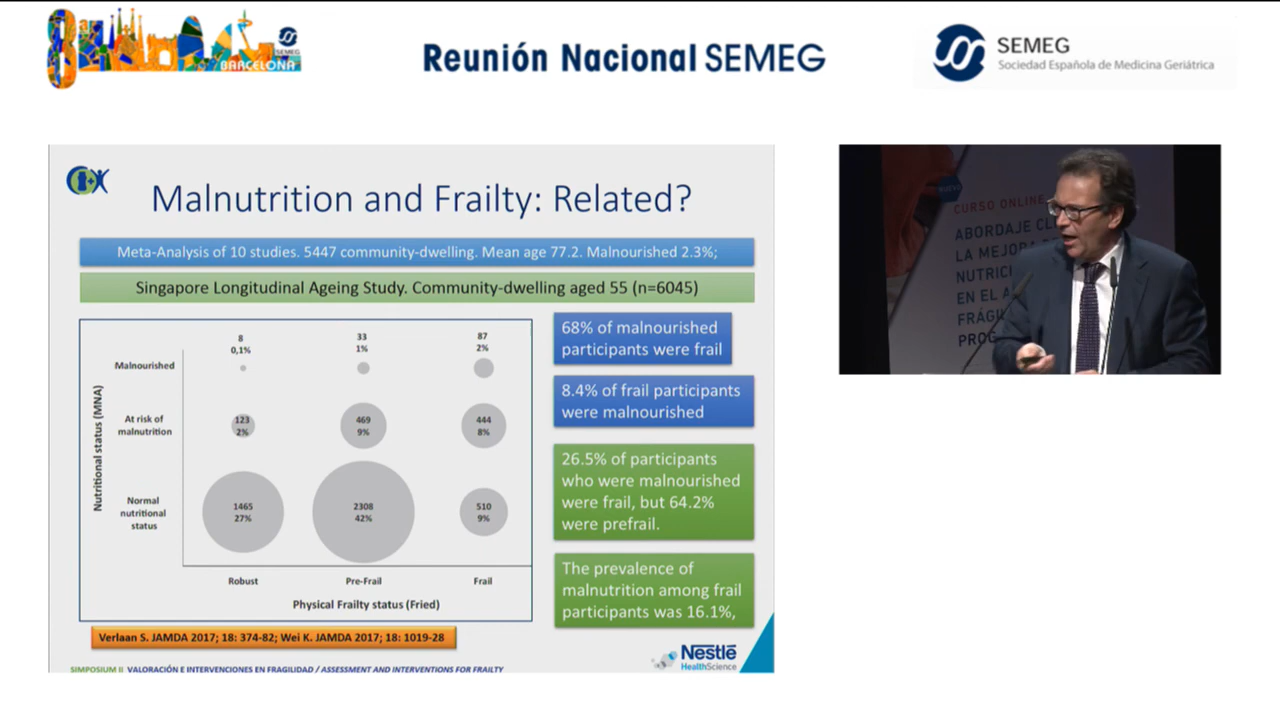 SEMEG
BARCELONA
Reunión Nacional SEMEG
SEMEG
Sociedad Española de Medicina Geriátrica
Malnutrition and Frailty: Related?
Meta-Analysis of 10 studies. 5447 community-dwelling. Mean age 77.2. Malnourished 2.3%;
Singapore Longitudinal Ageing Study. Community-dwelling aged 55 (n=6045)
Nutritional status (MNA)
8
0,1%
33
1%
87
2%
Malnourished
At risk of
malnutrition
123
2%
469
9%
444
8%
Normal
nutritional
status
1465
27%
2308
42%
510
9%
Robust
Pre-Frail
Frail
Physical Frailty status (Fried)
68% of malnourished
participants were frail
8.4% of frail participants
were malnourished
26.5% of participants
who were malnourished
were frail, but 64.2%
were prefrail.
The prevalence of
malnutrition among frail
participants was 16.1%,
Verlaan S. JAMDA 2017; 18: 374-82; Wei K. JAMDA 2017; 18: 1019-28
Nestlé
HealthScience
SIMPOSIUM II VALORACIÓN E INTERVENCIONES EN FRAGILIDAD / ASSESSMENT AND INTERVENTIONS FOR FRAILTY
CURSO ONLINE
ABORDAJE CL
LA MEJORA
NUTRICI
EN EL A
FRÁGIL
PRO